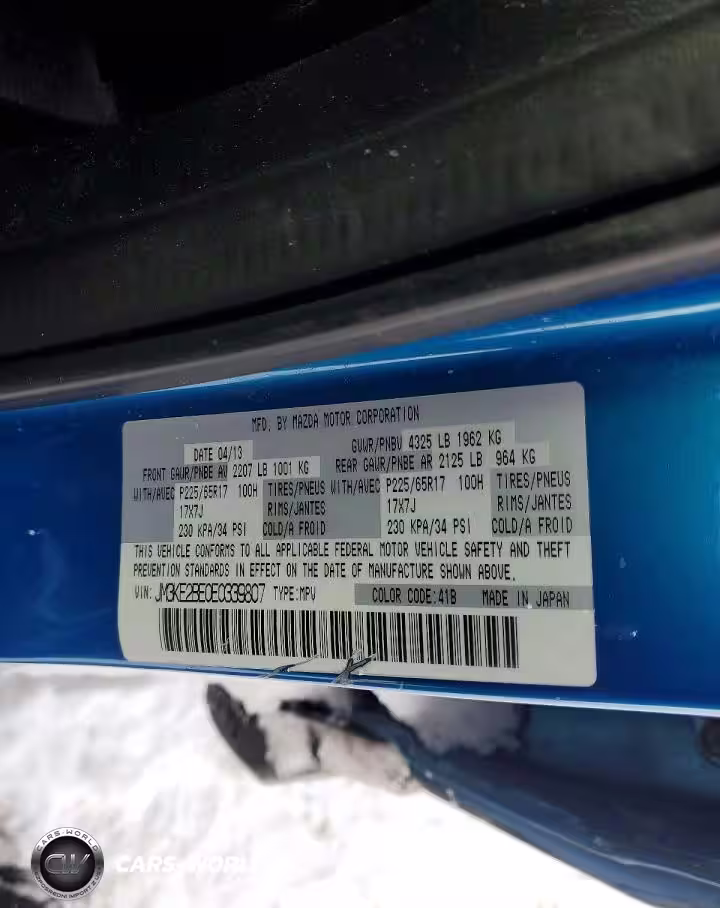 MFD. BY MAZDA MOTOR CORPORATION
DATE 04/13
GVWR/PNBV 4325 LB 1962 KG
FRONT GAWR/PNBE AV 2207 LB 1001 KG
REAR GAWR/PNBE AR 2125 LB 964 KG
WITH/AVEC P225/65R17 100H TIRES/PNEUS WITH/AVEC P225/65R17 100H TIRES/PNEUS
17X7J RIMS/JANTES 17X7J RIMS/JANTES
230 KPA/34 PSI COLD/A FROID 230 KPA/34 PSI COLD/A FROID
THIS VEHICLE CONFORMS TO ALL APPLICABLE FEDERAL MOTOR VEHICLE SAFETY AND THEFT
PREVENTION STANDARDS IN EFFECT ON THE DATE OF MANUFACTURE SHOWN ABOVE.
VIN: JM3KE2BE0E0339807 TYPE:MPV COLOR CODE:41B MADE IN JAPAN
CARS-WORLD
CW
CARS-WORL